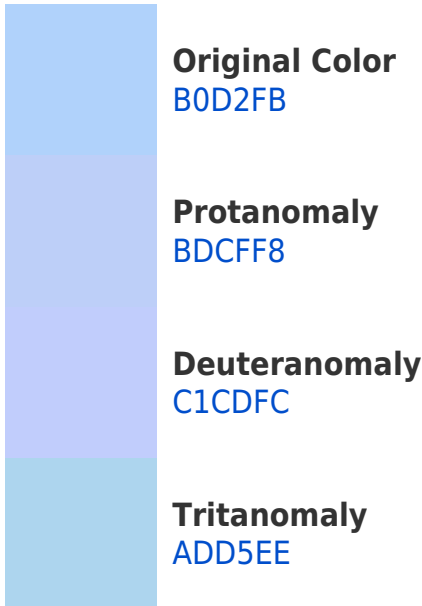 Original Color
B0D2FB
Protanomaly
BDCFF8
Deuteranomaly
C1CDFC
Tritanomaly
ADD5EE